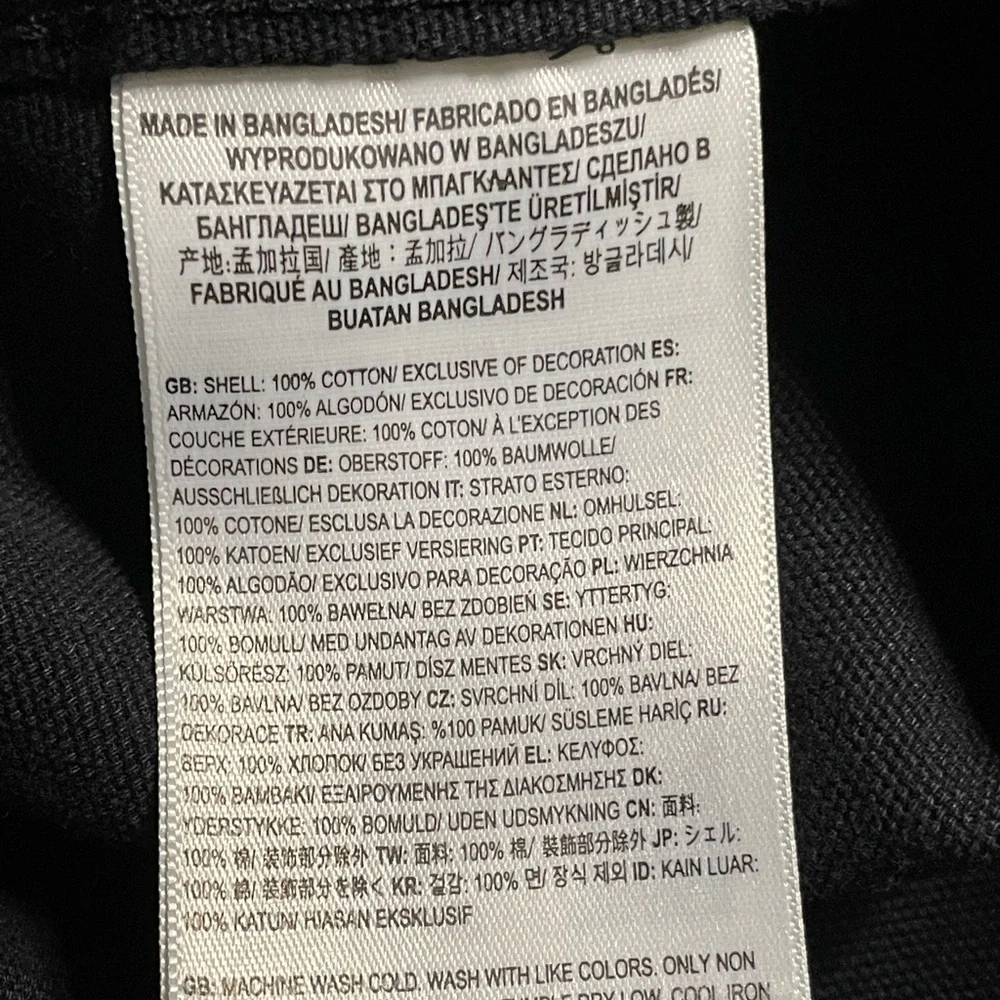 MADE IN BANGLADESH/ FABRICADO EN BANGLADÉS/
WYPRODUKOWANO W BANGLADESZU/
ΚΑΤΑΣΚΕΥΑΖΕΤΑΙ ΣΤΟ ΜΠΑΓΚΛΑΝΤΕΣ/ СДЕЛАНО В
БАНГЛАДЕШ/ BANGLADEŞ'TE ÜRETİLMİŞTİR/
产地:孟加拉国/ 產地：孟加拉/ バングラディッシュ製/
FABRIQUÉ AU BANGLADESH/ 제조국: 방글라데시/
BUATAN BANGLADESH
GB: SHELL: 100% COTTON/ EXCLUSIVE OF DECORATION ES:
ARMAZÓN: 100% ALGODÓN/ EXCLUSIVO DE DECORACIÓN FR:
COUCHE EXTÉRIEURE: 100% COTON/ À L'EXCEPTION DES
DÉCORATIONS DE: OBERSTOFF: 100% BAUMWOLLE/
AUSSCHLIEßLICH DEKORATION IT: STRATO ESTERNO:
100% COTONE/ ESCLUSA LA DECORAZIONE NL: OMHULSEL:
100% KATOEN/ EXCLUSIEF VERSIERING PT: TECIDO PRINCIPAL:
100% ALGODÃO/ EXCLUSIVO PARA DECORAÇÃO PL: WIERZCHNIA
WARSTWA: 100% BAWEŁNA/ BEZ ZDOBIEŃ SE: YTTERTYG:
100% BOMULL/ MED UNDANTAG AV DEKORATIONEN HU:
KÜLSŐRÉSZ: 100% PAMUT/ DÍSZ MENTES SK: VRCHNÝ DIEL:
100% BAVLNA/ BEZ OZDOBY CZ: SVRCHNÍ DÍL: 100% BAVLNA/ BEZ
DEKORACE TR: ANA KUMAŞ: %100 PAMUK/ SÜSLEME HARİÇ RU:
ВЕРХ: 100% ХЛОПОК/ БЕЗ УКРАШЕНИЙ EL: ΚΕΛΥΦΟΣ:
100% ΒΑΜΒΑΚΙ/ ΕΞΑΙΡΟΥΜΕΝΗΣ ΤΗΣ ΔΙΑΚΟΣΜΗΣΗΣ DK:
YDERSTYKKE: 100% BOMULD/ UDEN UDSMYKNING CN: 面料:
100% 棉/ 装饰部分除外 TW: 面料: 100% 棉/ 裝飾部分除外 JP: シェル:
100% 綿/ 装飾部分を除く KR: 겉감: 100% 면/ 장식 제외 ID: KAIN LUAR:
100% KATUN/ HIASAN EKSKLUSIF
GB: MACHINE WASH COLD. WASH WITH LIKE COLORS. ONLY NON
DRY LOW. COOL IRON